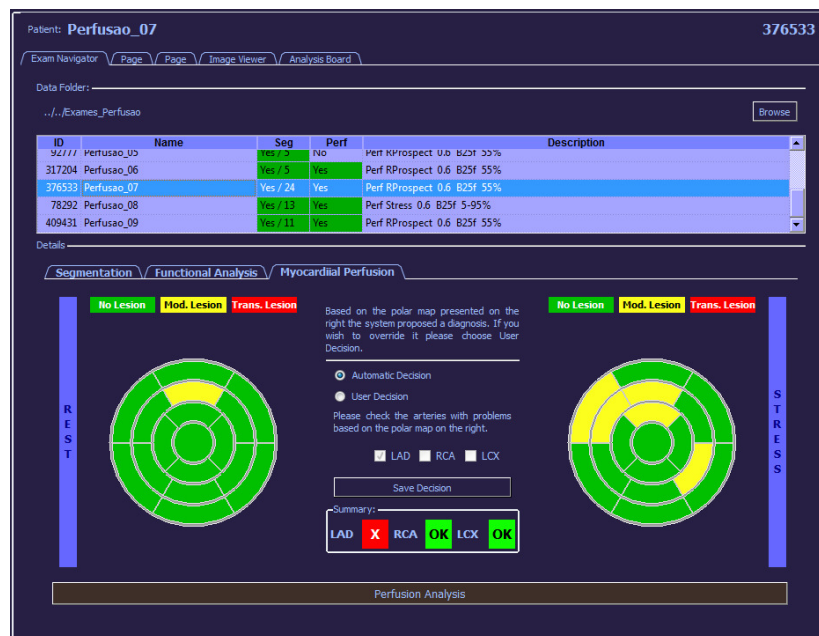 Patient: Perfusao_07 376533
Exam Navigator Page Page Image Viewer Analysis Board
Data Folder:
../../Exames_Perfusao Browse
ID Name Seg Perf Description
92777 Perfusao_05 Yes / 5 No Perf RProspect 0.6 B25f 55%
317204 Perfusao_06 Yes / 5 Yes Perf RProspect 0.6 B25f 55%
376533 Perfusao_07 Yes / 24 Yes Perf RProspect 0.6 B25f 55%
78292 Perfusao_08 Yes / 13 Yes Perf Stress 0.6 B25f 5-95%
409431 Perfusao_09 Yes / 11 Yes Perf RProspect 0.6 B25f 55%
Details
Segmentation Functional Analysis Myocardiial Perfusion
No Lesion Mod. Lesion Trans. Lesion
REST
Based on the polar map presented on the
right the system proposed a diagnosis. If you
wish to override it please choose User
Decision.
Automatic Decision
User Decision
Please check the arteries with problems
based on the polar map on the right.
LAD RCA LCX
Save Decision
Summary:
LAD X RCA OK LCX OK
No Lesion Mod. Lesion Trans. Lesion
STRESS
Perfusion Analysis